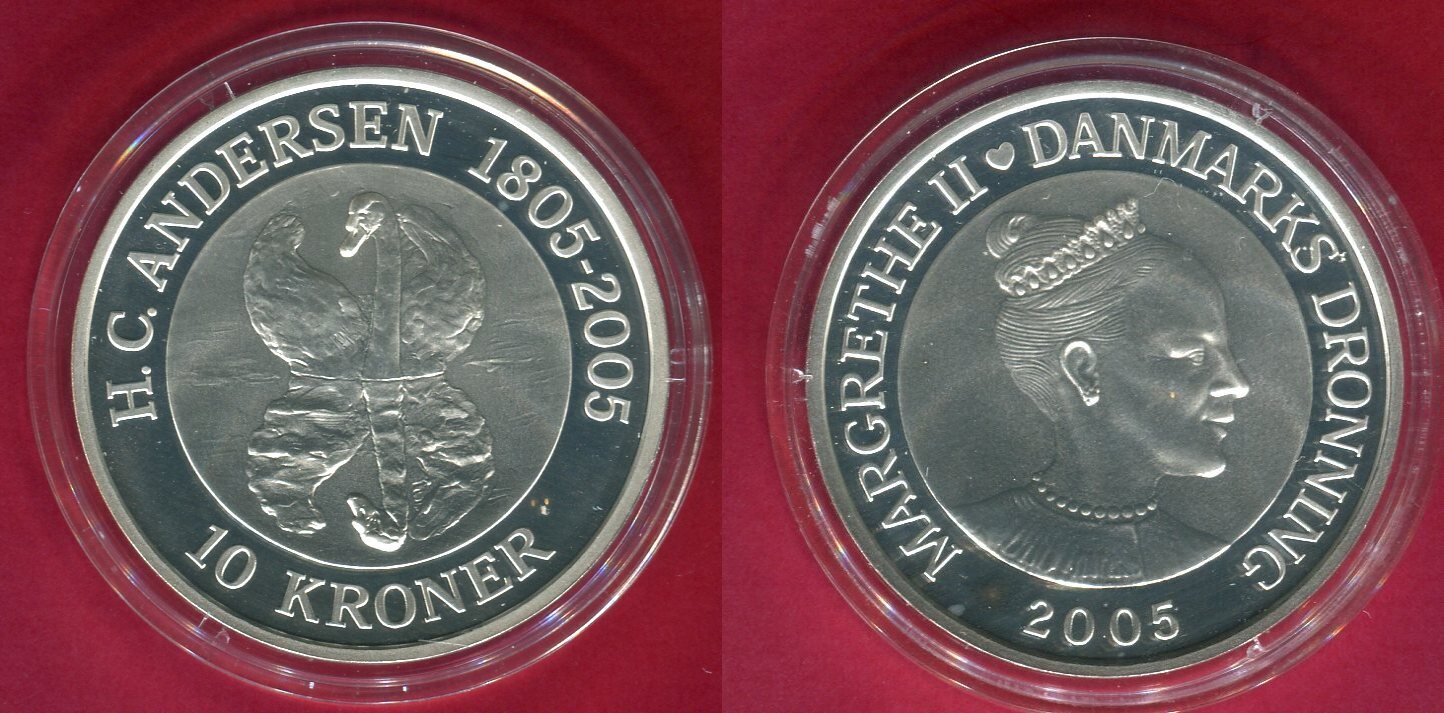 H. C. ANDERSEN 1805-2005
10 KRONER
MARGRETHE II ♥ DANMARKS DRONNING
2005